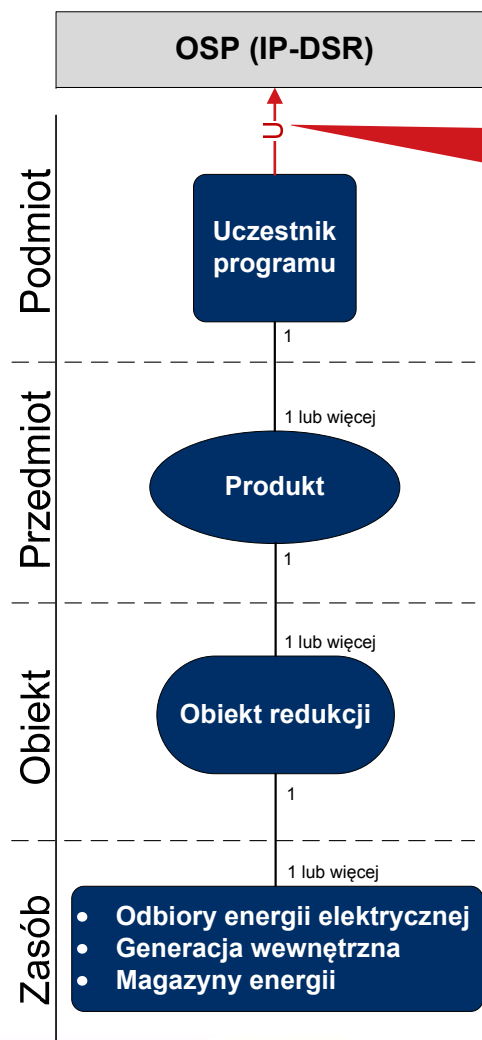 OSP (IP-DSR)
U
Podmiot
Uczestnik
programu
1
Przedmiot
1 lub więcej
Produkt
1
Obiekt
1 lub więcej
Obiekt redukcji
1
Zasób
1 lub więcej
• Odbiory energii elektrycznej
• Generacja wewnętrzna
• Magazyny energii